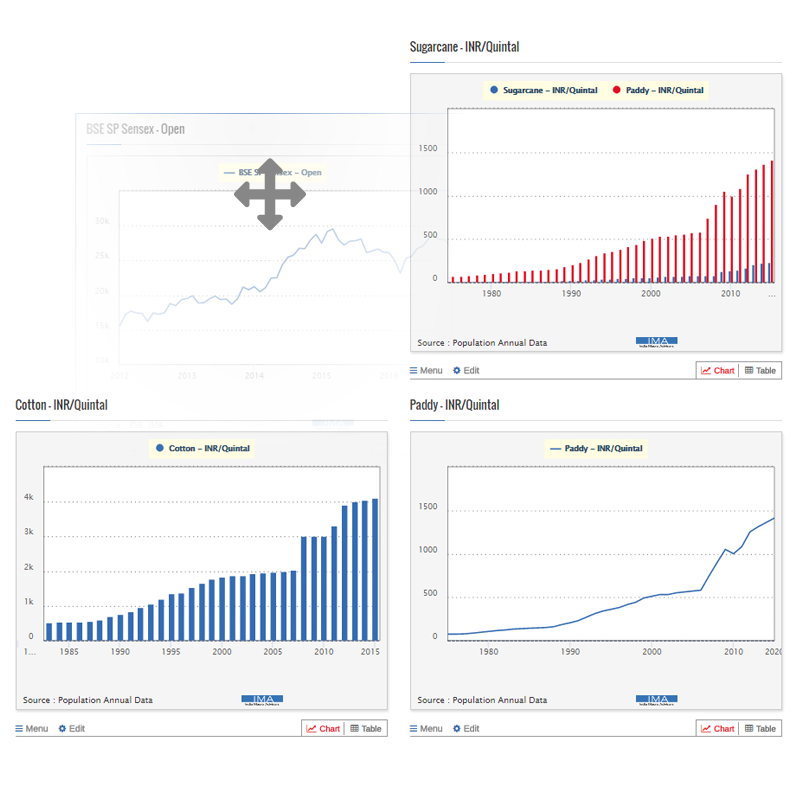 Sugarcane - INR/Quintal
Sugarcane – INR/Quintal Paddy – INR/Quintal
1500
1000
500
0
1980 1990 2000 2010 ...
Source : Population Annual Data
IMA
Menu Edit Chart Table
BSE SP Sensex - Open
30k
25k
20k
15k
10k
2012 2013 2014 2015 2016
Cotton - INR/Quintal
Cotton – INR/Quintal
4k
3k
2k
1k
0
1... 1985 1990 1995 2000 2005 2010 2015
Source : Population Annual Data
IMA
Menu Edit Chart Table
Paddy - INR/Quintal
Paddy – INR/Quintal
1500
1000
500
0
1980 1990 2000 2010 2020
Source : Population Annual Data
IMA
Menu Edit Chart Table